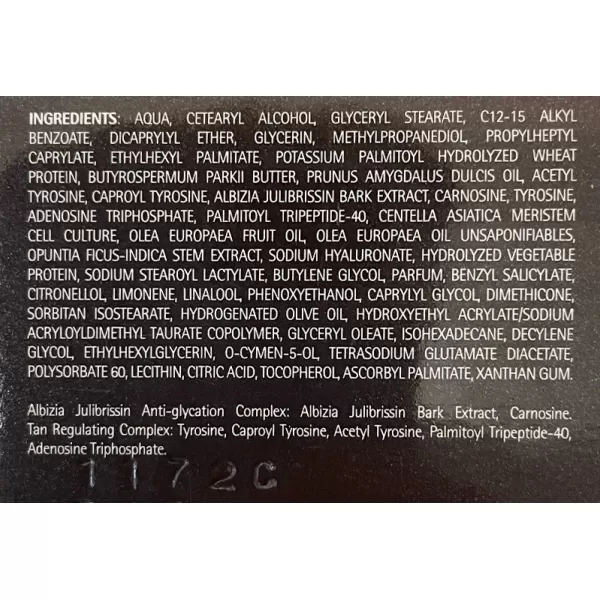 INGREDIENTS: AQUA, CETEARYL ALCOHOL, GLYCERYL STEARATE, C12-15 ALKYL
BENZOATE, DICAPRYLYL ETHER, GLYCERIN, METHYLPROPANEDIOL, PROPYLHEPTYL
CAPRYLATE, ETHYLHEXYL PALMITATE, POTASSIUM PALMITOYL HYDROLYZED WHEAT
PROTEIN, BUTYROSPERMUM PARKII BUTTER, PRUNUS AMYGDALUS DULCIS OIL, ACETYL
TYROSINE, CAPROYL TYROSINE, ALBIZIA JULIBRISSIN BARK EXTRACT, CARNOSINE, TYROSINE,
ADENOSINE TRIPHOSPHATE, PALMITOYL TRIPEPTIDE-40, CENTELLA ASIATICA MERISTEM
CELL CULTURE, OLEA EUROPAEA FRUIT OIL, OLEA EUROPAEA OIL UNSAPONIFIABLES,
OPUNTIA FICUS-INDICA STEM EXTRACT, SODIUM HYALURONATE, HYDROLYZED VEGETABLE
PROTEIN, SODIUM STEAROYL LACTYLATE, BUTYLENE GLYCOL, PARFUM, BENZYL SALICYLATE,
CITRONELLOL, LIMONENE, LINALOOL, PHENOXYETHANOL, CAPRYLYL GLYCOL, DIMETHICONE,
SORBITAN ISOSTEARATE, HYDROGENATED OLIVE OIL, HYDROXYETHYL ACRYLATE/SODIUM
ACRYLOYLDIMETHYL TAURATE COPOLYMER, GLYCERYL OLEATE, ISOHEXADECANE, DECYLENE
GLYCOL, ETHYLHEXYLGLYCERIN, O-CYMEN-5-OL, TETRASODIUM GLUTAMATE DIACETATE,
POLYSORBATE 60, LECITHIN, CITRIC ACID, TOCOPHEROL, ASCORBYL PALMITATE, XANTHAN GUM.
Albizia Julibrissin Anti-glycation Complex: Albizia Julibrissin Bark Extract, Carnosine.
Tan Regulating Complex: Tyrosine, Caproyl Tyrosine, Acetyl Tyrosine, Palmitoyl Tripeptide-40,
Adenosine Triphosphate.
1172C